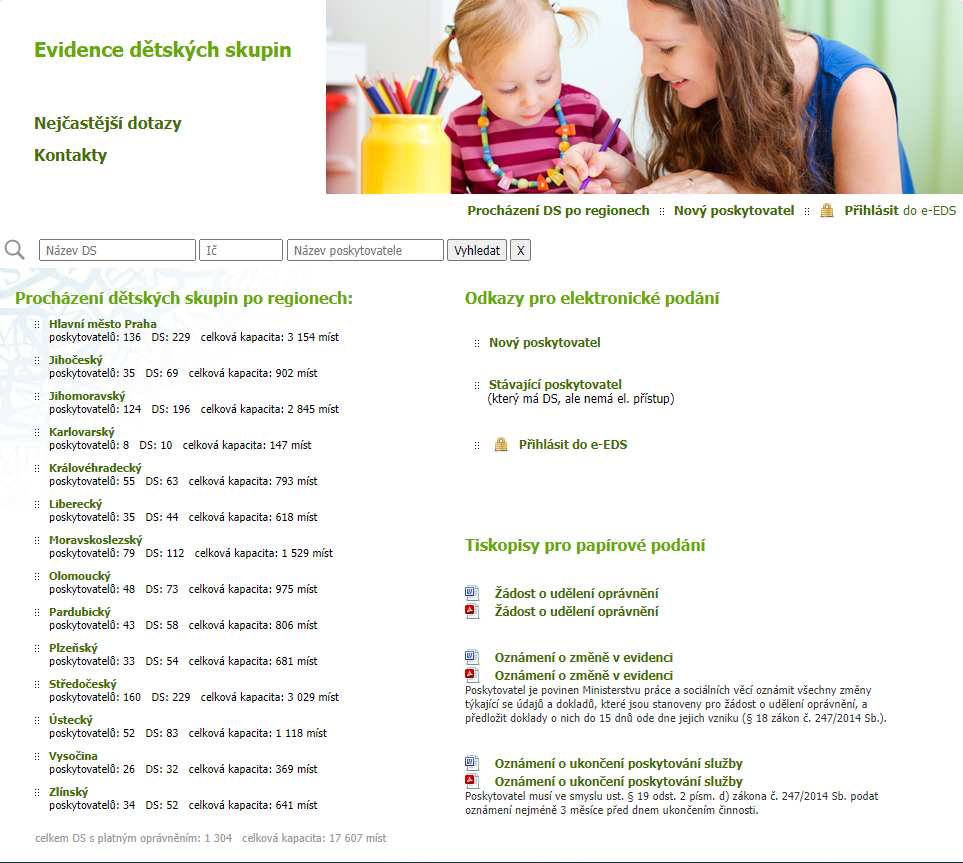 Evidence dětských skupin
Nejčastější dotazy
Kontakty
Procházení DS po regionech Nový poskytovatel Přihlásit do e-EDS
Název DS Ič Název poskytovatele Vyhledat X
Procházení dětských skupin po regionech:
Hlavní město Praha
poskytovatelů: 136 DS: 229 celková kapacita: 3 154 míst
Jihočeský
poskytovatelů: 35 DS: 69 celková kapacita: 902 míst
Jihomoravský
poskytovatelů: 124 DS: 196 celková kapacita: 2 845 míst
Karlovarský
poskytovatelů: 8 DS: 10 celková kapacita: 147 míst
Královéhradecký
poskytovatelů: 55 DS: 63 celková kapacita: 793 míst
Liberecký
poskytovatelů: 35 DS: 44 celková kapacita: 618 míst
Moravskoslezský
poskytovatelů: 79 DS: 112 celková kapacita: 1 529 míst
Olomoucký
poskytovatelů: 48 DS: 73 celková kapacita: 975 míst
Pardubický
poskytovatelů: 43 DS: 58 celková kapacita: 806 míst
Plzeňský
poskytovatelů: 33 DS: 54 celková kapacita: 681 míst
Středočeský
poskytovatelů: 160 DS: 229 celková kapacita: 3 029 míst
Ústecký
poskytovatelů: 52 DS: 83 celková kapacita: 1 118 míst
Vysočina
poskytovatelů: 26 DS: 32 celková kapacita: 369 míst
Zlínský
poskytovatelů: 34 DS: 52 celková kapacita: 641 míst
celkem DS s platným oprávněním: 1 304 celková kapacita: 17 607 míst
Odkazy pro elektronické podání
Nový poskytovatel
Stávající poskytovatel
(který má DS, ale nemá el. přístup)
Přihlásit do e-EDS
Tiskopisy pro papírové podání
Žádost o udělení oprávnění
Žádost o udělení oprávnění
Oznámení o změně v evidenci
Oznámení o změně v evidenci
Poskytovatel je povinen Ministerstvu práce a sociálních věcí oznámit všechny změny
týkající se údajů a dokladů, které jsou stanoveny pro žádost o udělení oprávnění, a
předložit doklady o nich do 15 dnů ode dne jejich vzniku (§ 18 zákon č. 247/2014 Sb.).
Oznámení o ukončení poskytování služby
Oznámení o ukončení poskytování služby
Poskytovatel musí ve smyslu ust. § 19 odst. 2 písm. d) zákona č. 247/2014 Sb. podat
oznámení nejméně 3 měsíce před dnem ukončením činnosti.